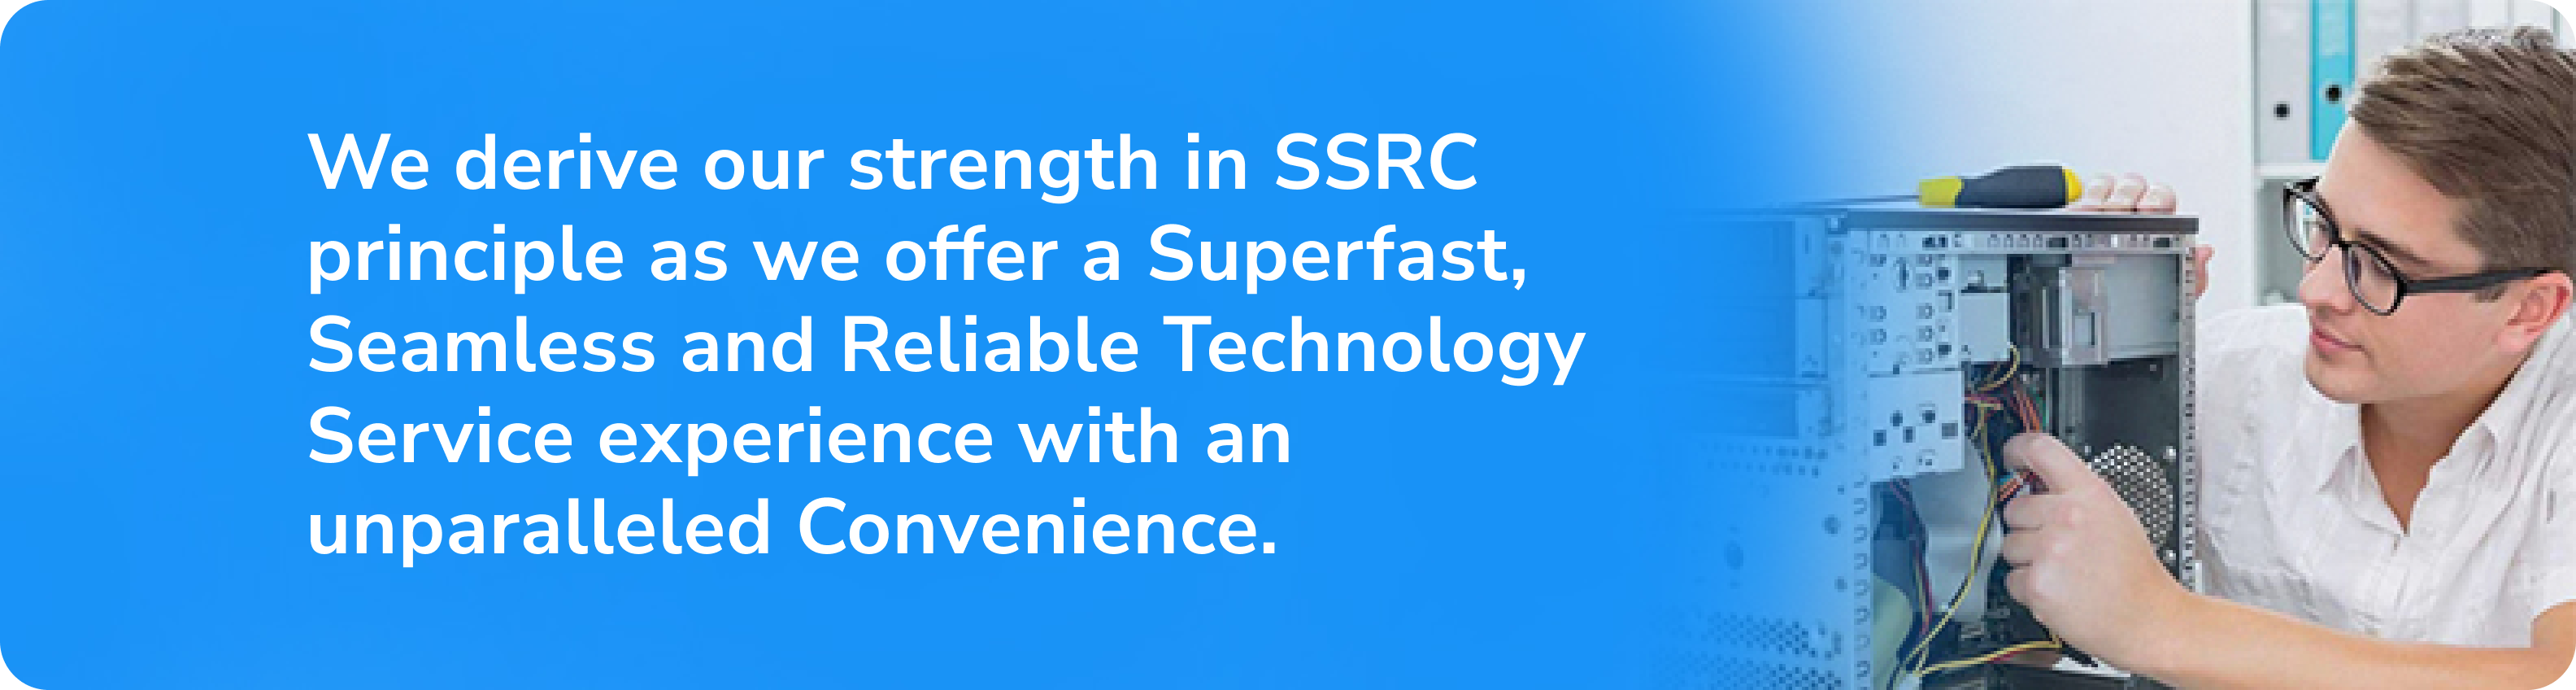 We derive our strength in SSRC
principle as we offer a Superfast,
Seamless and Reliable Technology
Service experience with an
unparalleled Convenience.